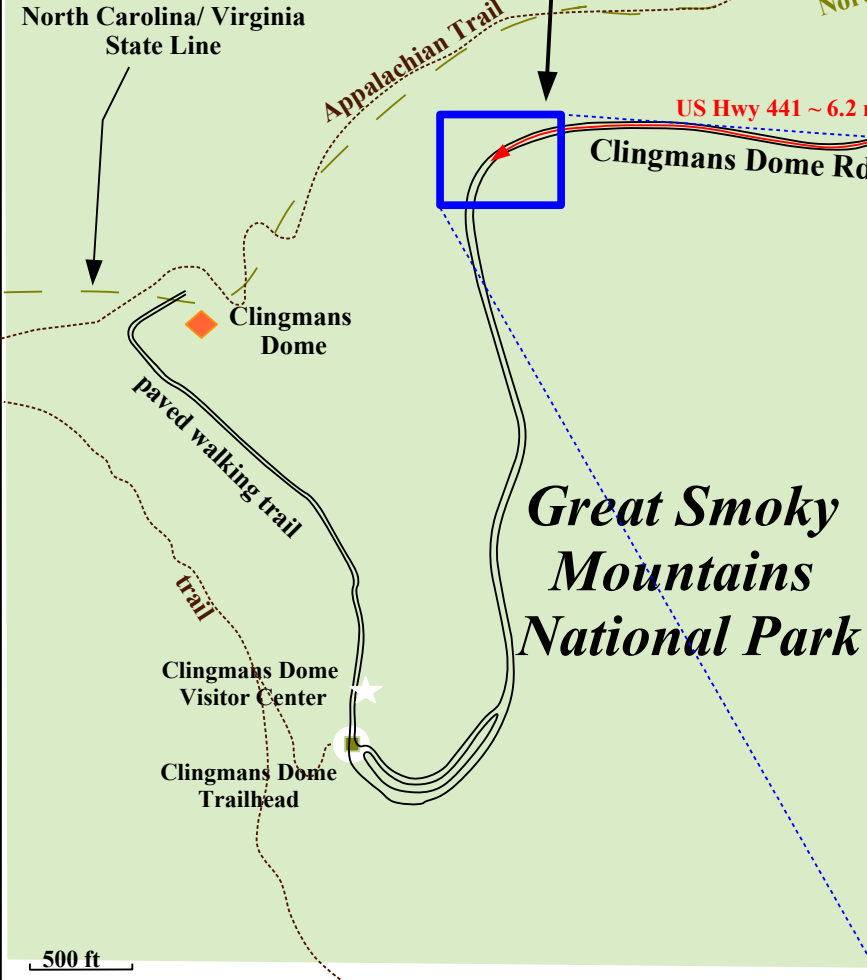 North Carolina/ Virginia
State Line
Appalachian Trail
US Hwy 441 ~ 6.2
Clingmans Dome Rd
Clingmans
Dome
paved walking trail
Great Smoky
Mountains
National Park
trail
Clingmans Dome
Visitor Center
Clingmans Dome
Trailhead
500 ft